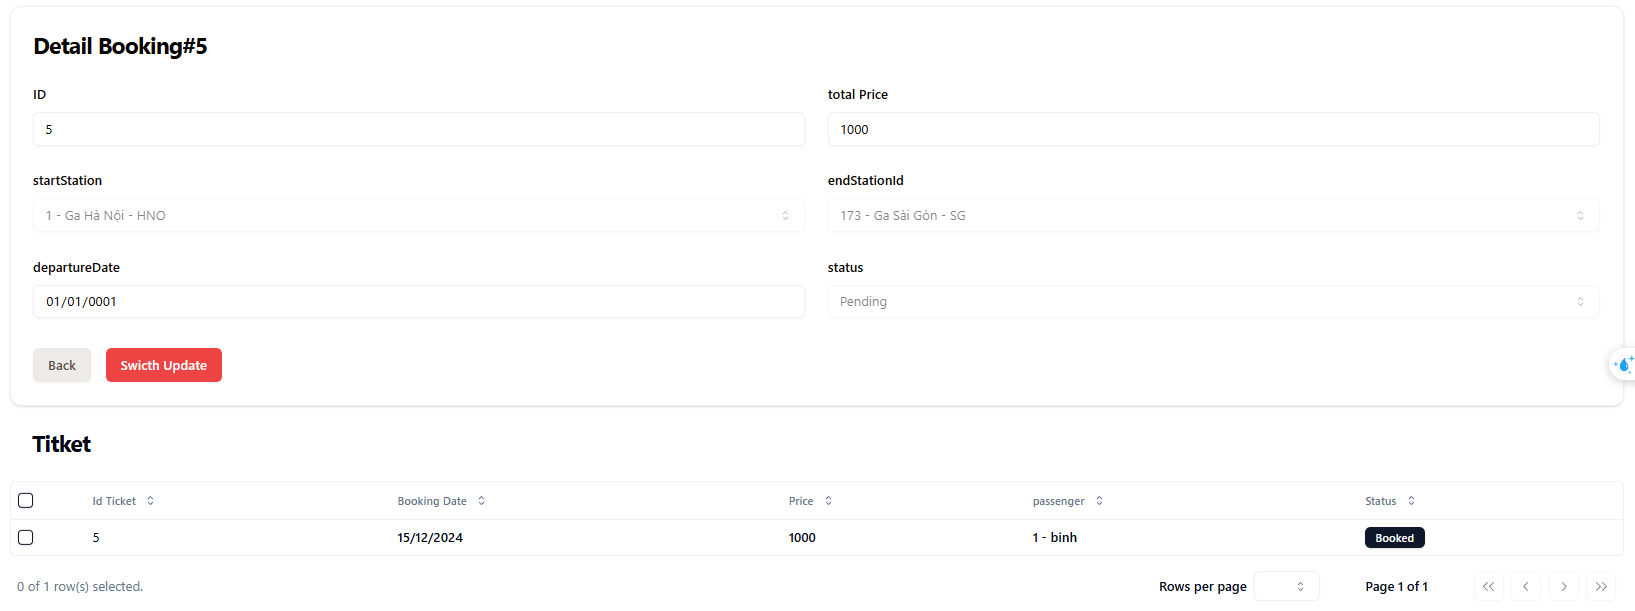 Detail Booking#5
ID
total Price
5
1000
startStation
endStationId
1 - Ga Hà Nội - HNO
173 - Ga Sài Gòn - SG
departureDate
status
01/01/0001
Pending
Back
Swicth Update
Titket
Id Ticket Booking Date Price passenger Status
5 15/12/2024 1000 1 - binh Booked
0 of 1 row(s) selected. Rows per page Page 1 of 1